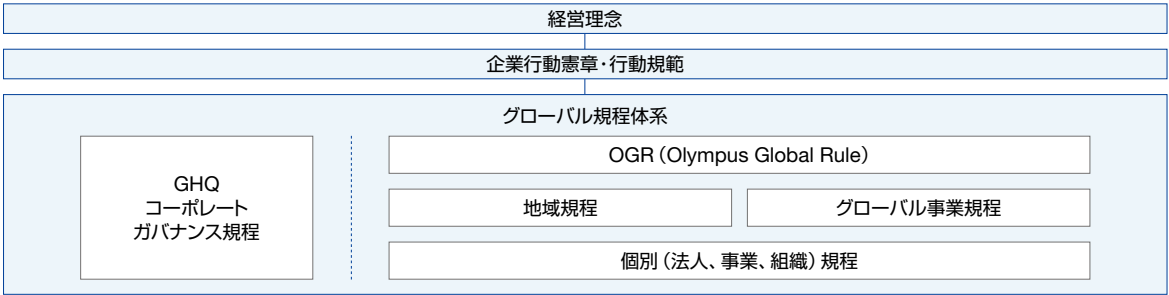 経営理念
企業行動憲章・行動規範
グローバル規程体系
GHQ
コーポレート
ガバナンス規程
OGR（Olympus Global Rule）
地域規程
グローバル事業規程
個別（法人、事業、組織）規程